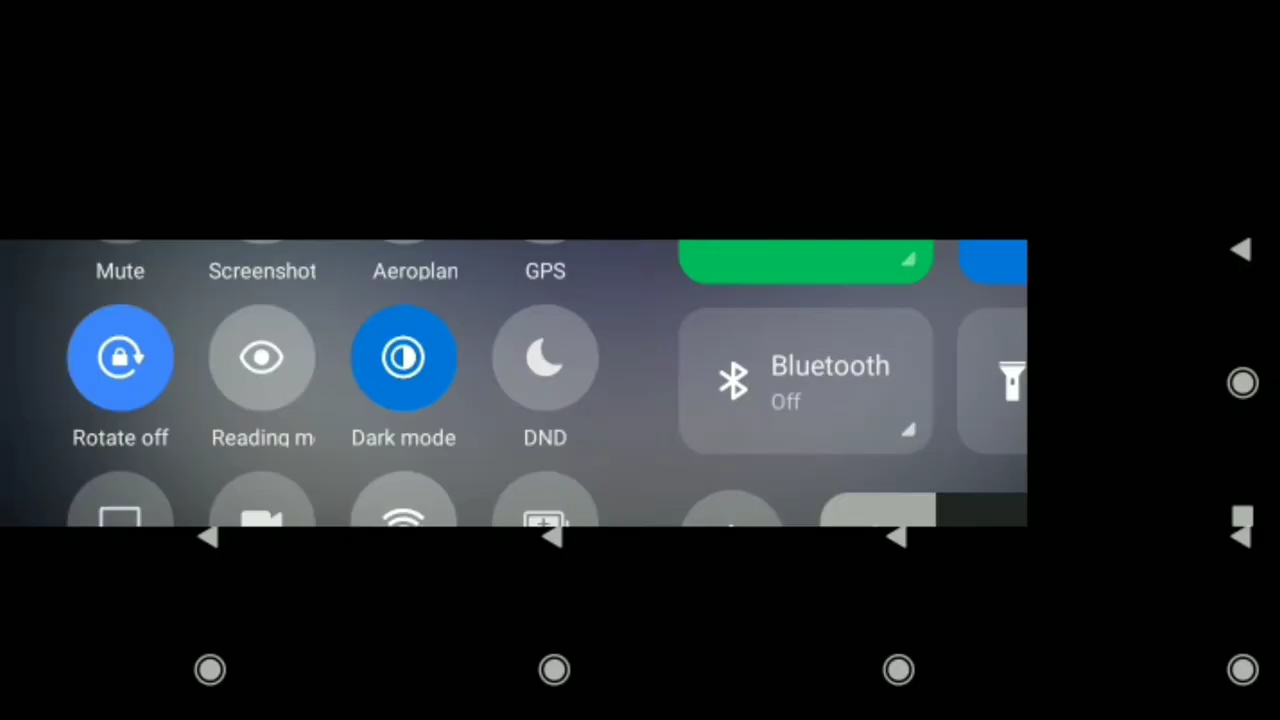 Mute Screenshot Aeroplan GPS
Bluetooth
Off
Rotate off Reading m Dark mode DND